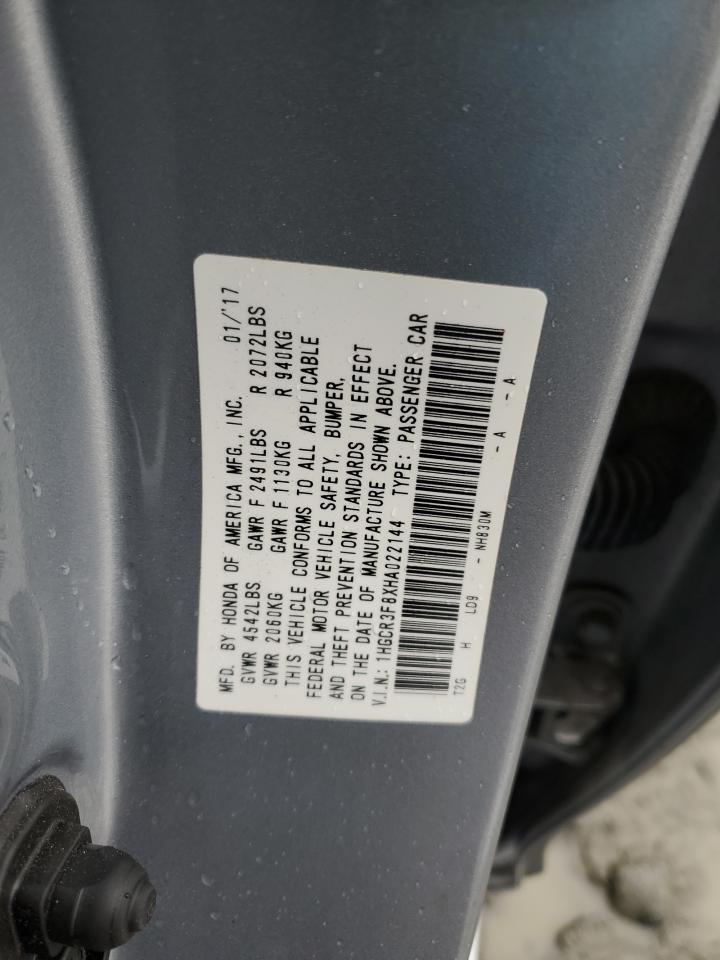 MFD. BY HONDA OF AMERICA MFG., INC. 01/'17
GVWR 4542LBS GAWR F 2491LBS R 2072LBS
GVWR 2060KG GAWR F 1130KG R 940KG
THIS VEHICLE CONFORMS TO ALL APPLICABLE
FEDERAL MOTOR VEHICLE SAFETY, BUMPER,
AND THEFT PREVENTION STANDARDS IN EFFECT
ON THE DATE OF MANUFACTURE SHOWN ABOVE.
V.I.N.: 1HGCR3F8XHA022144 TYPE: PASSENGER CAR
T2G H LD9 - A - A
- NH830M